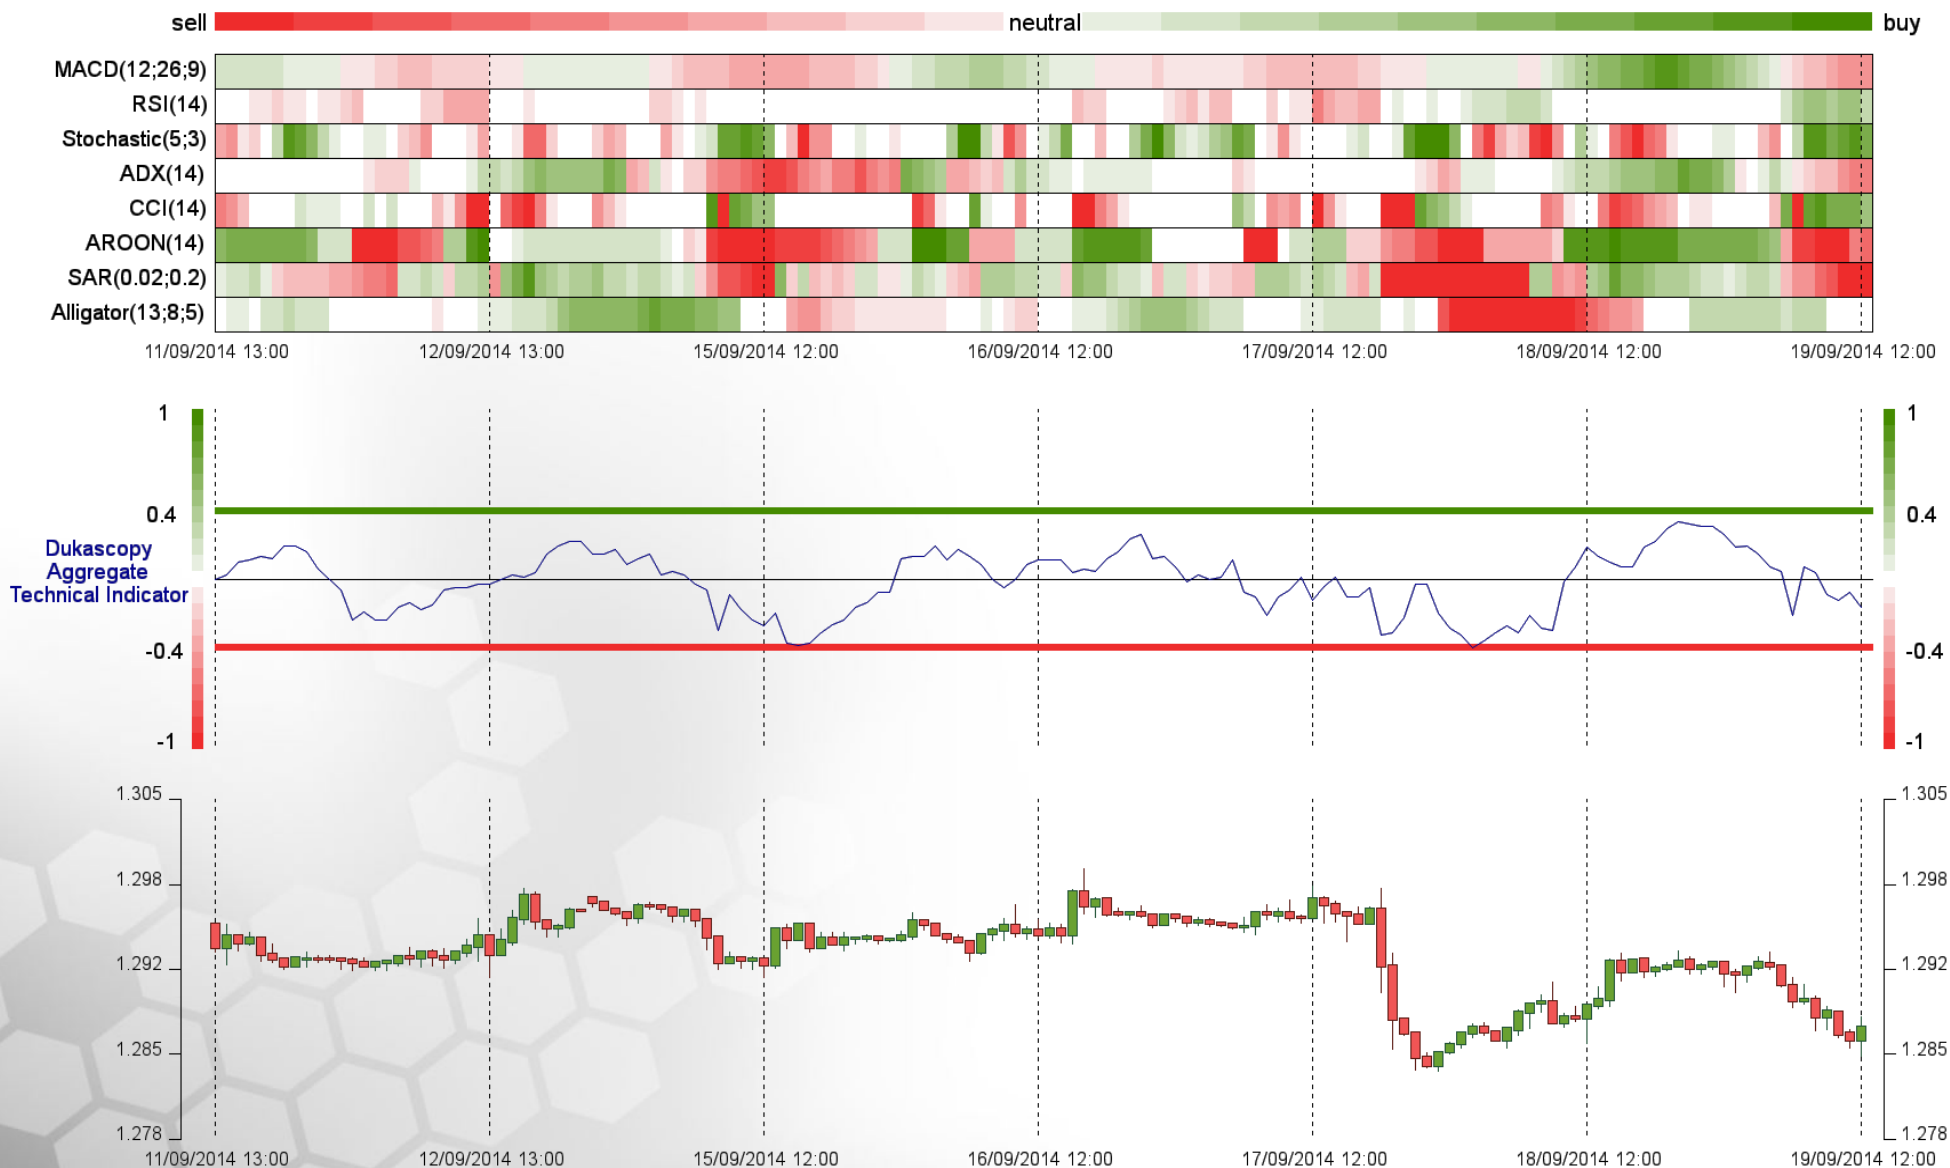 sell neutral buy
MACD(12;26;9)
RSI(14)
Stochastic(5;3)
ADX(14)
CCI(14)
AROON(14)
SAR(0.02;0.2)
Alligator(13;8;5)
11/09/2014 13:00 12/09/2014 13:00 15/09/2014 12:00 16/09/2014 12:00 17/09/2014 12:00 18/09/2014 12:00 19/09/2014 12:00
1 1
0.4 0.4
Dukascopy
Aggregate
Technical Indicator
-0.4 -0.4
-1 -1
1.305 1.305
1.298 1.298
1.292 1.292
1.285 1.285
1.278 1.278
11/09/2014 13:00 12/09/2014 13:00 15/09/2014 12:00 16/09/2014 12:00 17/09/2014 12:00 18/09/2014 12:00 19/09/2014 12:00